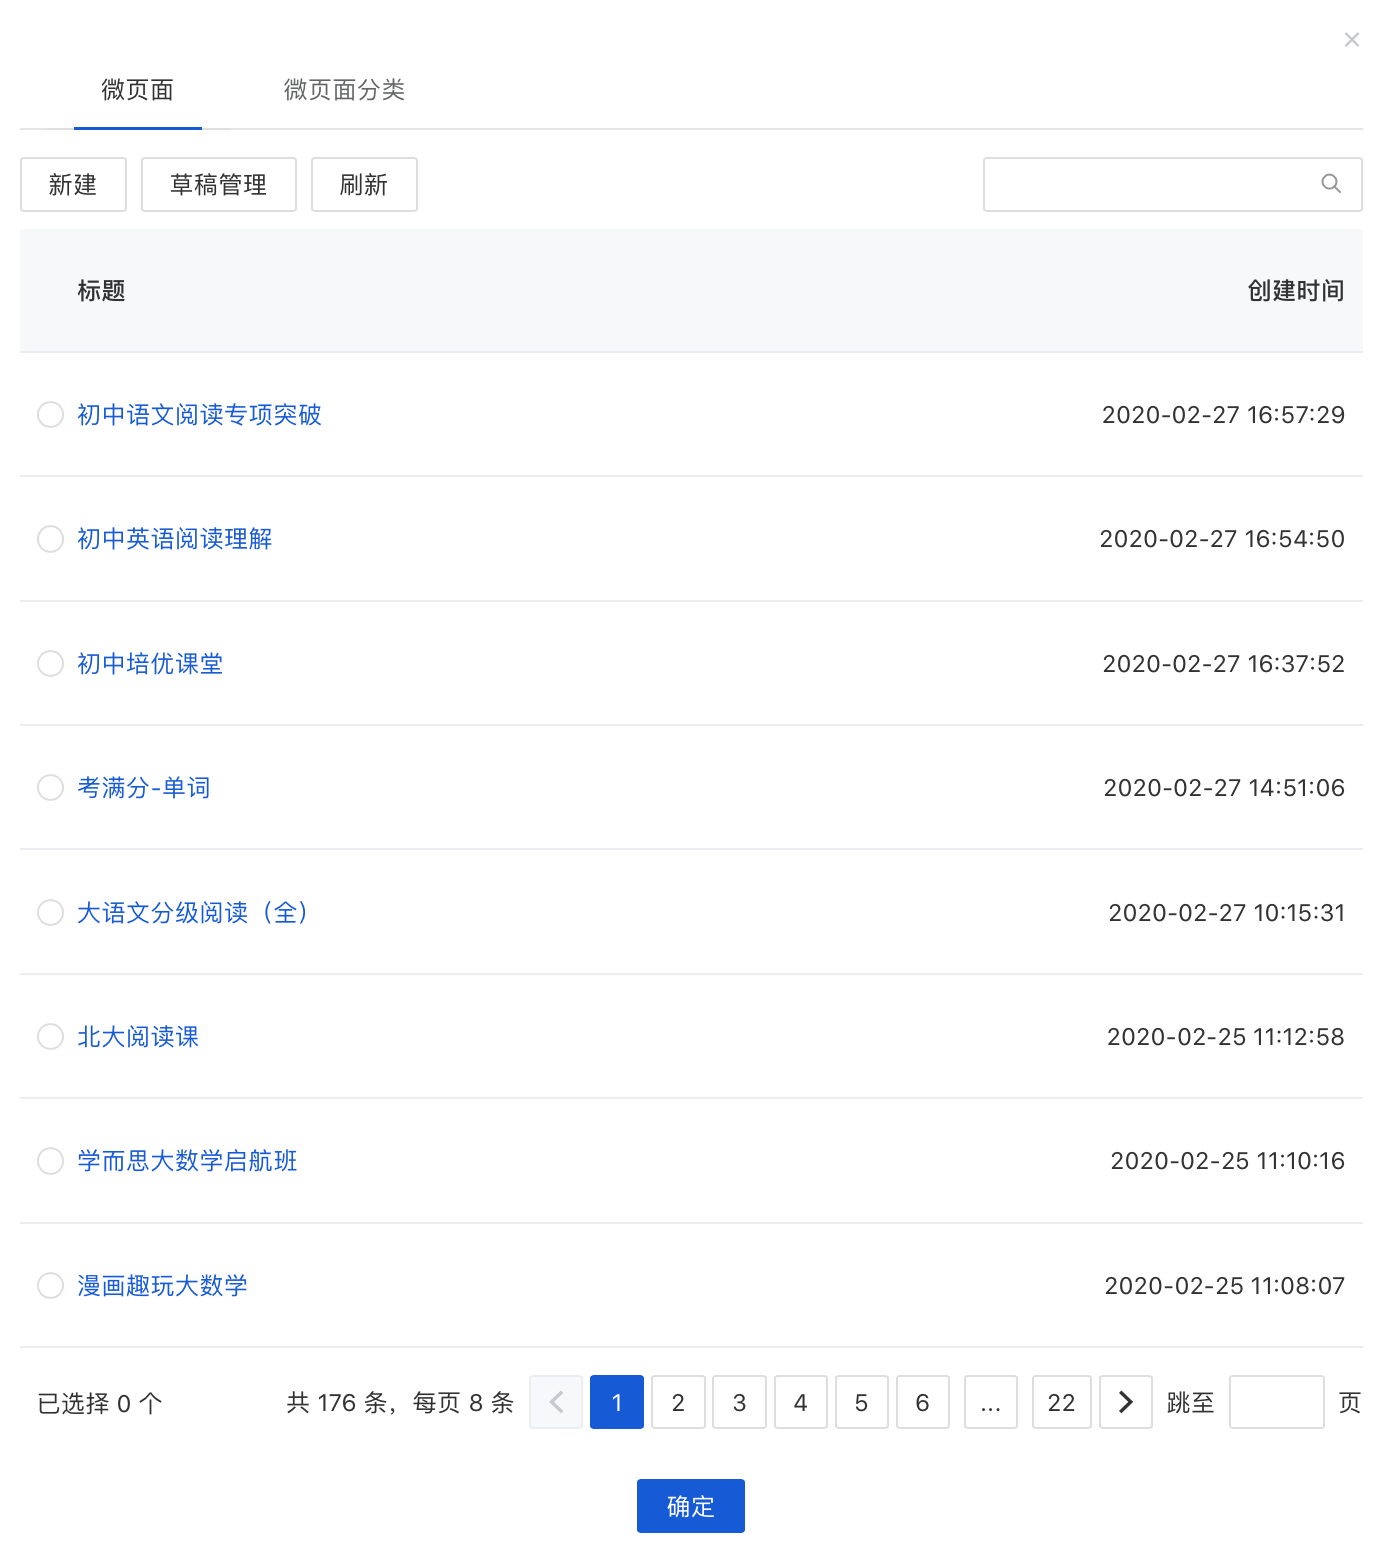 微页面 微页面分类
新建 草稿管理 刷新
标题 创建时间
初中语文阅读专项突破 2020-02-27 16:57:29
初中英语阅读理解 2020-02-27 16:54:50
初中培优课堂 2020-02-27 16:37:52
考满分-单词 2020-02-27 14:51:06
大语文分级阅读（全） 2020-02-27 10:15:31
北大阅读课 2020-02-25 11:12:58
学而思大数学启航班 2020-02-25 11:10:16
漫画趣玩大数学 2020-02-25 11:08:07
已选择 0 个 共 176 条，每页 8 条 1 2 3 4 5 6 ... 22 跳至 页
确定